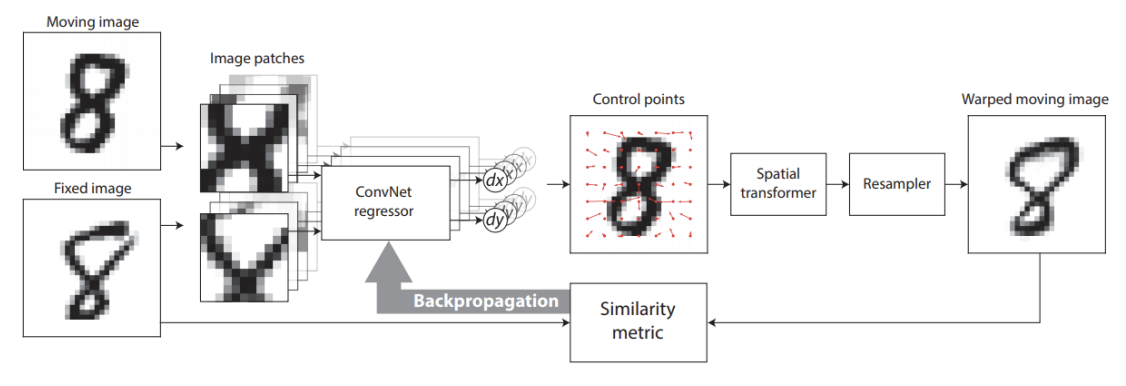 Moving image
Image patches
Control points
Warped moving image
Fixed image
ConvNet
regressor
dx
dy
x
x
x
y
y
y
Spatial
transformer
Resampler
Backpropagation
Similarity
metric